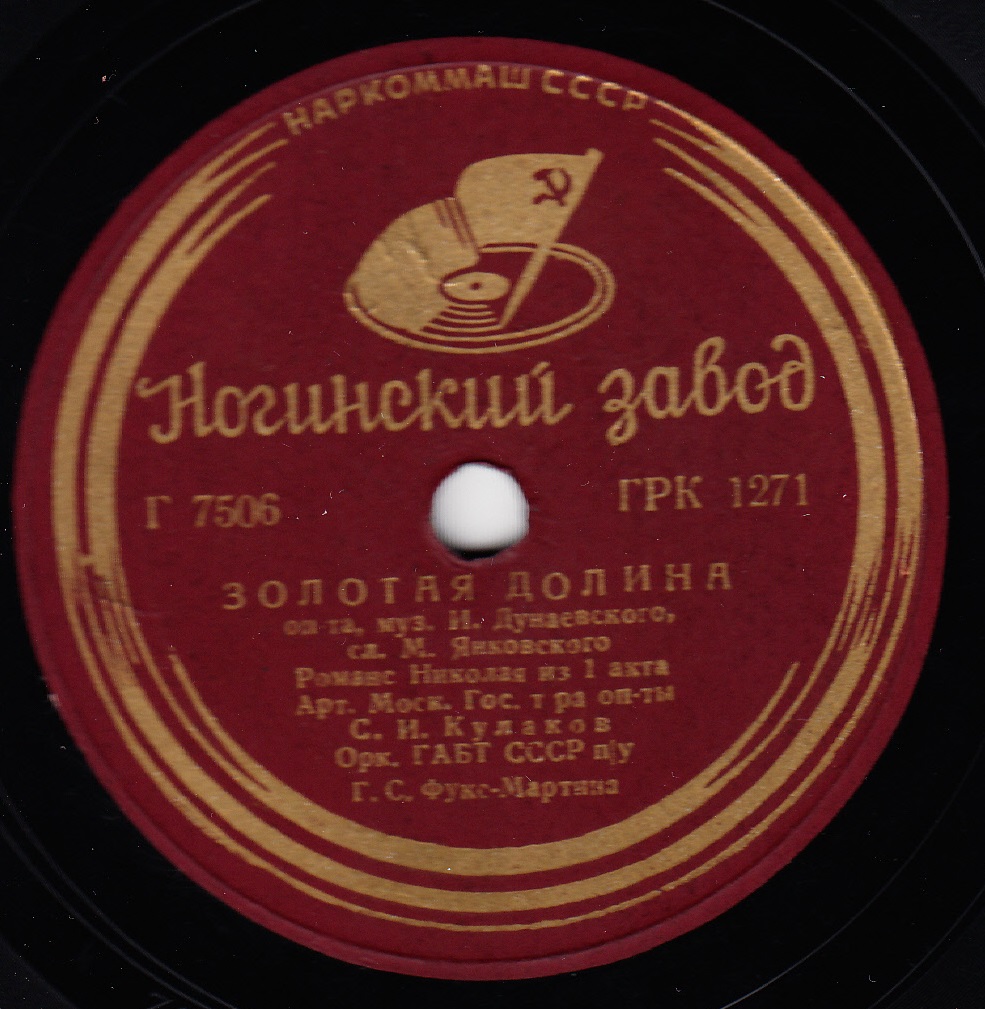 НАРКОММАШ СССР
Ногинский завод
Г 7506
ГРК 1271
ЗОЛОТАЯ ДОЛИНА
оп-та, муз. И. Дунаевского,
сл. М. Янковского
Романс Николая из 1 акта
Арт. Моск. Гос. т-ра оп-ты
С. И. Кулаков
Орк. ГАБТ СССР п/у
Г. С. Фукс-Мартина